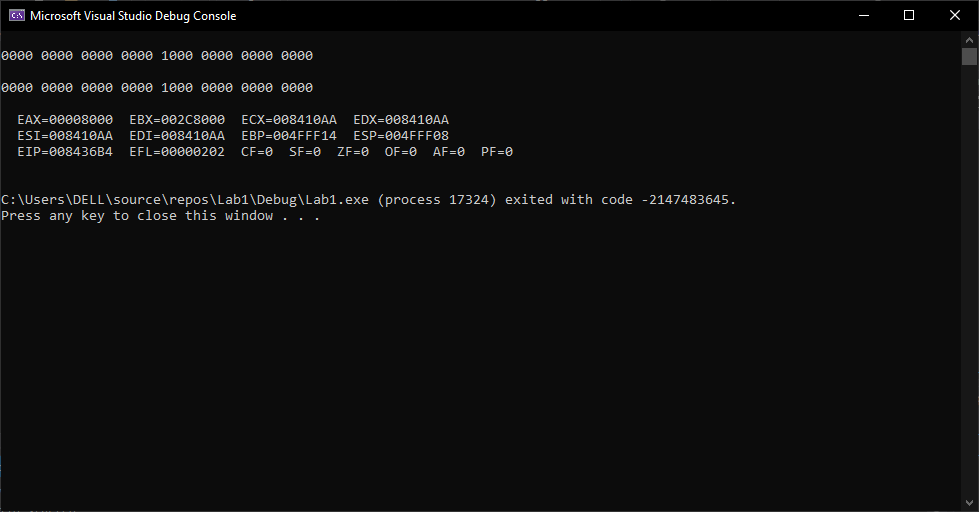 Microsoft Visual Studio Debug Console
0000 0000 0000 0000 1000 0000 0000 0000
0000 0000 0000 0000 1000 0000 0000 0000
EAX=00008000  EBX=002C8000  ECX=008410AA  EDX=008410AA
ESI=008410AA  EDI=008410AA  EBP=004FFF14  ESP=004FFF08
EIP=008436B4  EFL=00000202  CF=0  SF=0  ZF=0  OF=0  AF=0  PF=0
C:\Users\DELL\source\repos\Lab1\Debug\Lab1.exe (process 17324) exited with code -2147483645.
Press any key to close this window . . .